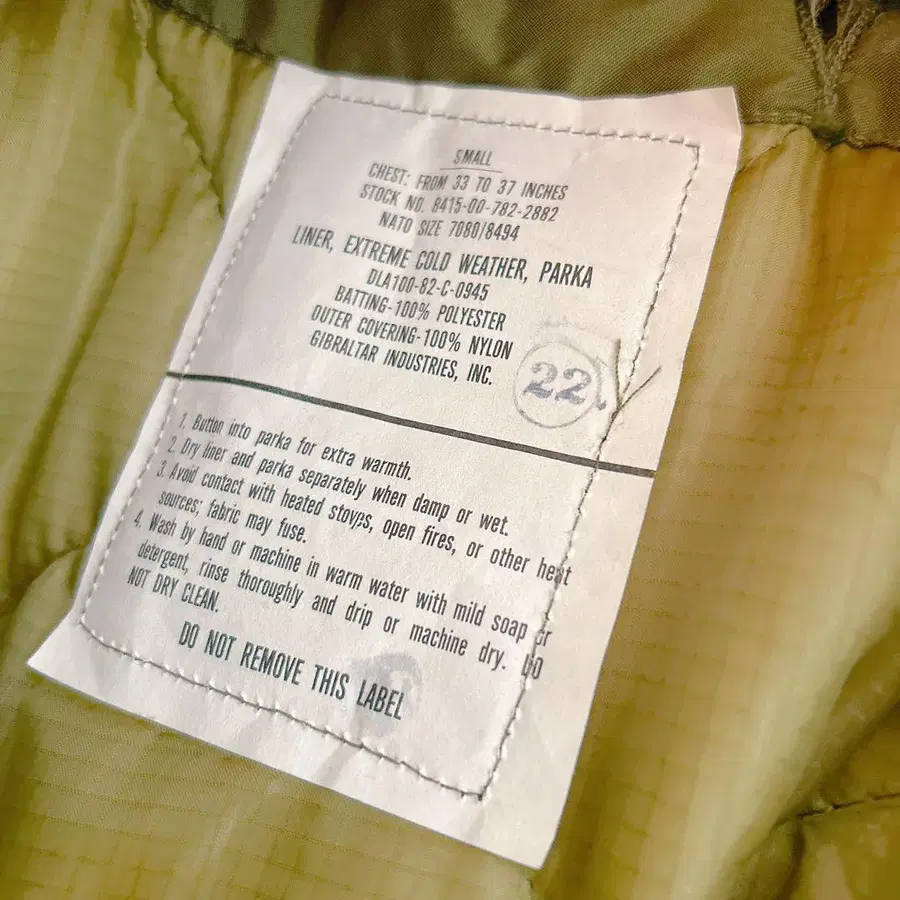 SMALL
CHEST: FROM 33 TO 37 INCHES
STOCK NO. 8415-00-782-2882
NATO SIZE 7080/8494
LINER, EXTREME COLD WEATHER, PARKA
DLA100-82-C-0945
BATTING-100% POLYESTER
OUTER COVERING-100% NYLON
GIBRALTAR INDUSTRIES, INC.
22
1. Button into parka for extra warmth.
2. Dry liner and parka separately when damp or wet.
3. Avoid contact with heated stoves, open fires, or other heat
sources; fabric may fuse.
4. Wash by hand or machine in warm water with mild soap or
detergent, rinse thoroughly and drip or machine dry. DO
NOT DRY CLEAN.
DO NOT REMOVE THIS LABEL